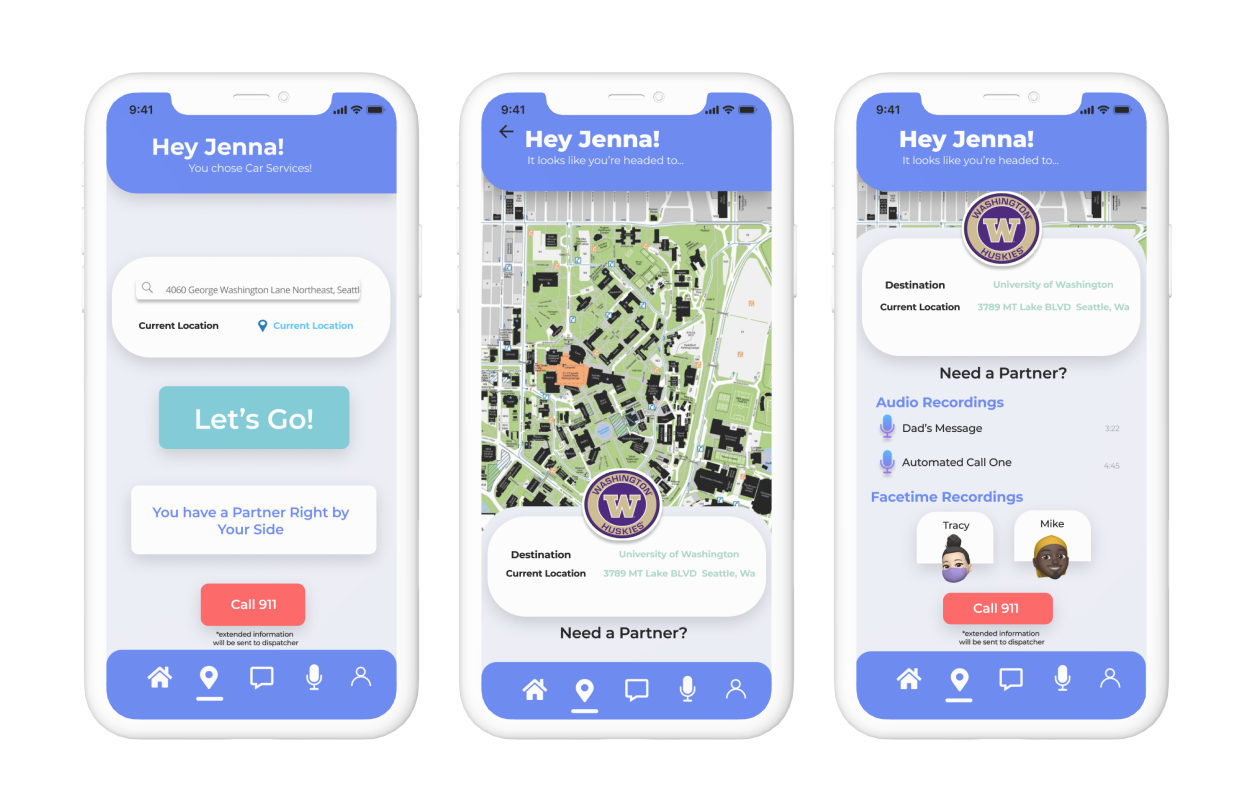 9:41
Hey Jenna!
You chose Car Services!
4060 George Washington Lane Northeast, Seattl
Current Location
Current Location
Let's Go!
You have a Partner Right by
Your Side
Call 911
*extended information
will be sent to dispatcher
9:41
Hey Jenna!
It looks like you're headed to...
WASHINGTON
W
HUSKIES
Destination
University of Washington
Current Location
3789 MT Lake BLVD Seattle, Wa
Need a Partner?
9:41
Hey Jenna!
It looks like you're headed to...
WASHINGTON
W
HUSKIES
Destination
University of Washington
Current Location
3789 MT Lake BLVD Seattle, Wa
Need a Partner?
Audio Recordings
Dad's Message
3:22
Automated Call One
4:45
Facetime Recordings
Tracy
Mike
Call 911
*extended information
will be sent to dispatcher